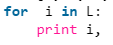 for i in L:
    print i,